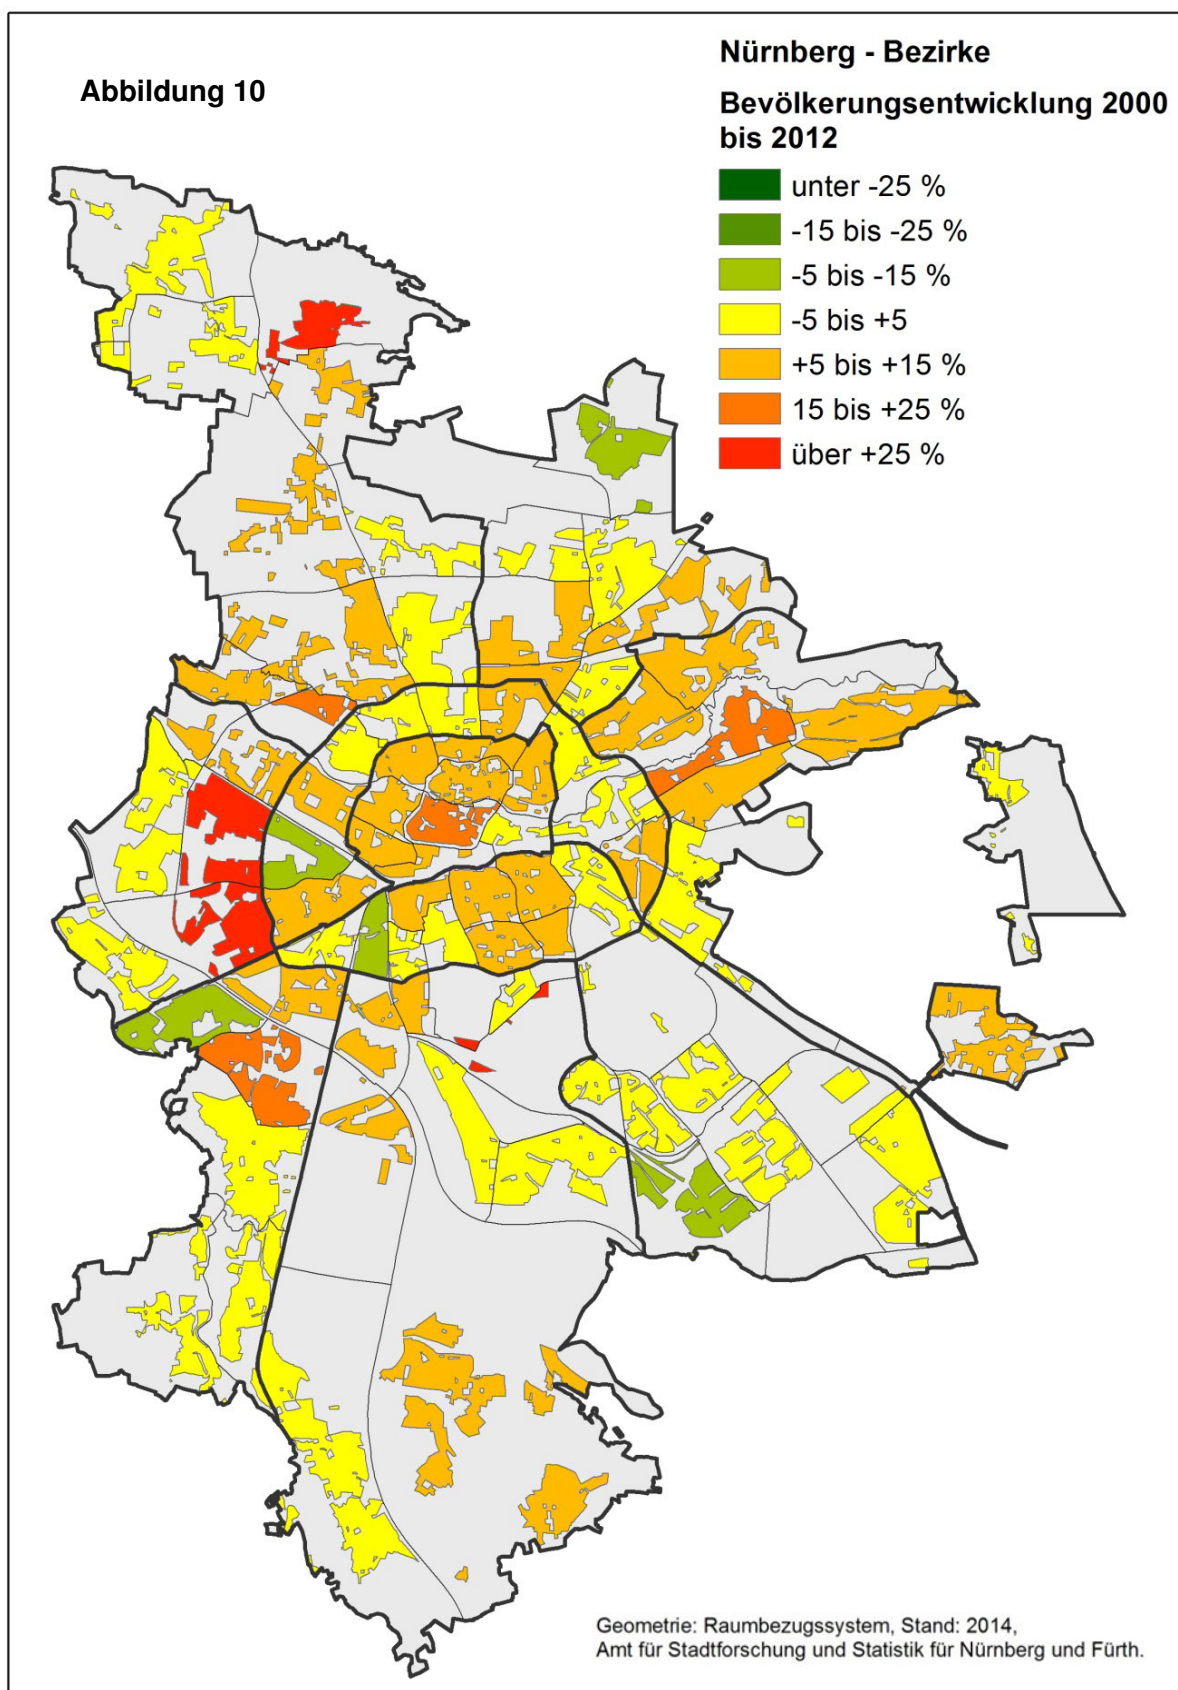 Abbildung 10
Nürnberg - Bezirke
Bevölkerungsentwicklung 2000
bis 2012
unter -25 %
-15 bis -25 %
-5 bis -15 %
-5 bis +5
+5 bis +15 %
15 bis +25 %
über +25 %
Geometrie: Raumbezugssystem, Stand: 2014,
Amt für Stadtforschung und Statistik für Nürnberg und Fürth.